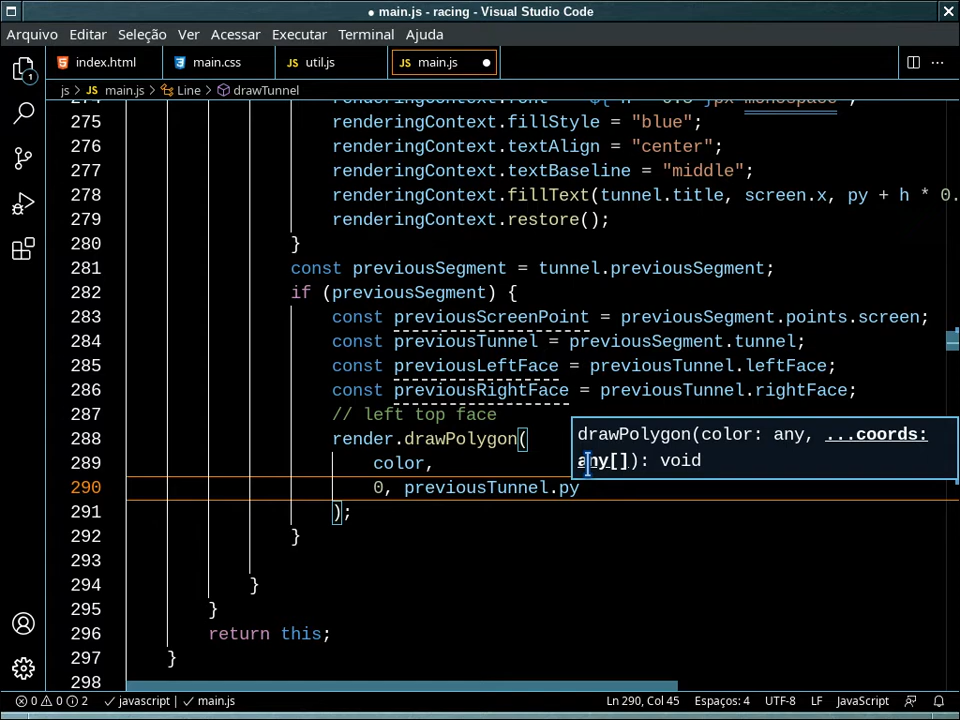 ● main.js - racing - Visual Studio Code
Arquivo Editar Seleção Ver Acessar Executar Terminal Ajuda
index.html main.css JS util.js JS main.js ●
js > JS main.js > Line > drawTunnel
275 renderingContext.fillStyle = "blue";
276 renderingContext.textAlign = "center";
277 renderingContext.textBaseline = "middle";
278 renderingContext.fillText(tunnel.title, screen.x, py + h * 0.
279 renderingContext.restore();
280 }
281 const previousSegment = tunnel.previousSegment;
282 if (previousSegment) {
283 const previousScreenPoint = previousSegment.points.screen;
284 const previousTunnel = previousSegment.tunnel;
285 const previousLeftFace = previousTunnel.leftFace;
286 const previousRightFace = previousTunnel.rightFace;
287 // left top face
288 render.drawPolygon(
drawPolygon(color: any, ...coords:
289 color,
any[]): void
290 0, previousTunnel.py
291 );
292 }
293
294 }
295 }
296 return this;
297 }
298
1
0 0 2 javascript | main.js Ln 290, Col 45 Espaços: 4 UTF-8 LF JavaScript